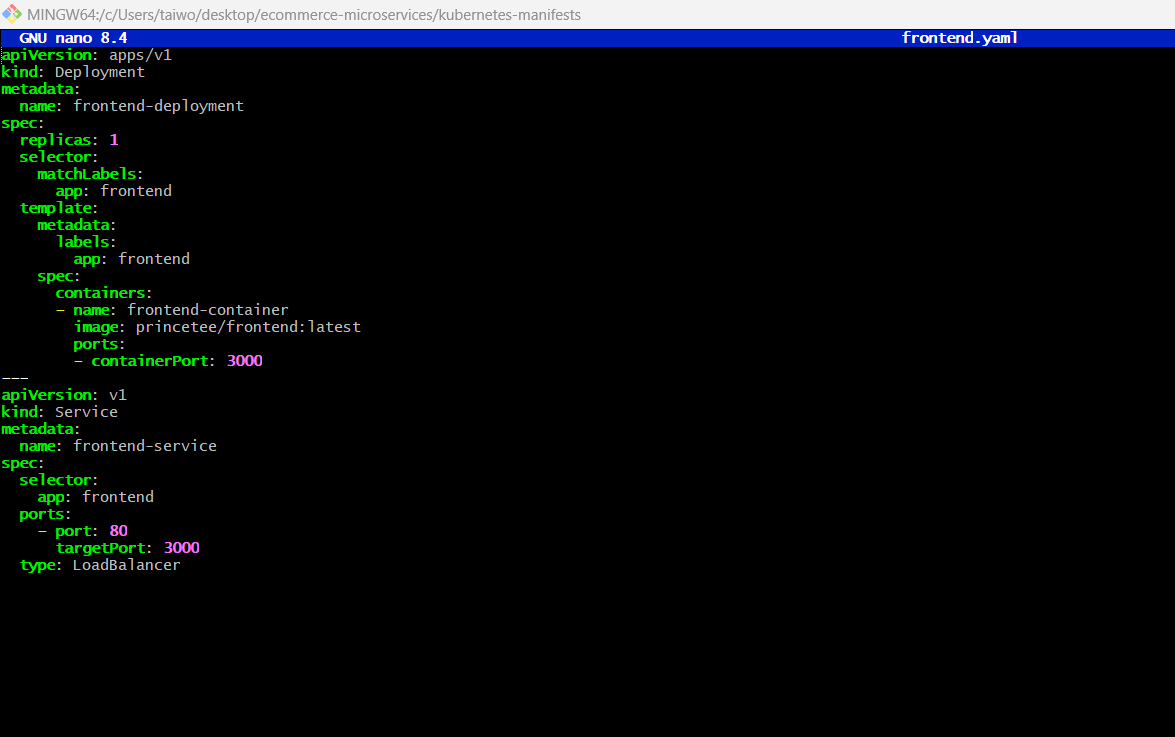 MINGW64:/c/Users/taiwo/desktop/ecommerce-microservices/kubernetes-manifests
GNU nano 8.4 frontend.yaml
apiVersion: apps/v1
kind: Deployment
metadata:
  name: frontend-deployment
spec:
  replicas: 1
  selector:
    matchLabels:
      app: frontend
  template:
    metadata:
      labels:
        app: frontend
    spec:
      containers:
      - name: frontend-container
        image: princetee/frontend:latest
        ports:
        - containerPort: 3000
---
apiVersion: v1
kind: Service
metadata:
  name: frontend-service
spec:
  selector:
    app: frontend
  ports:
    - port: 80
      targetPort: 3000
  type: LoadBalancer